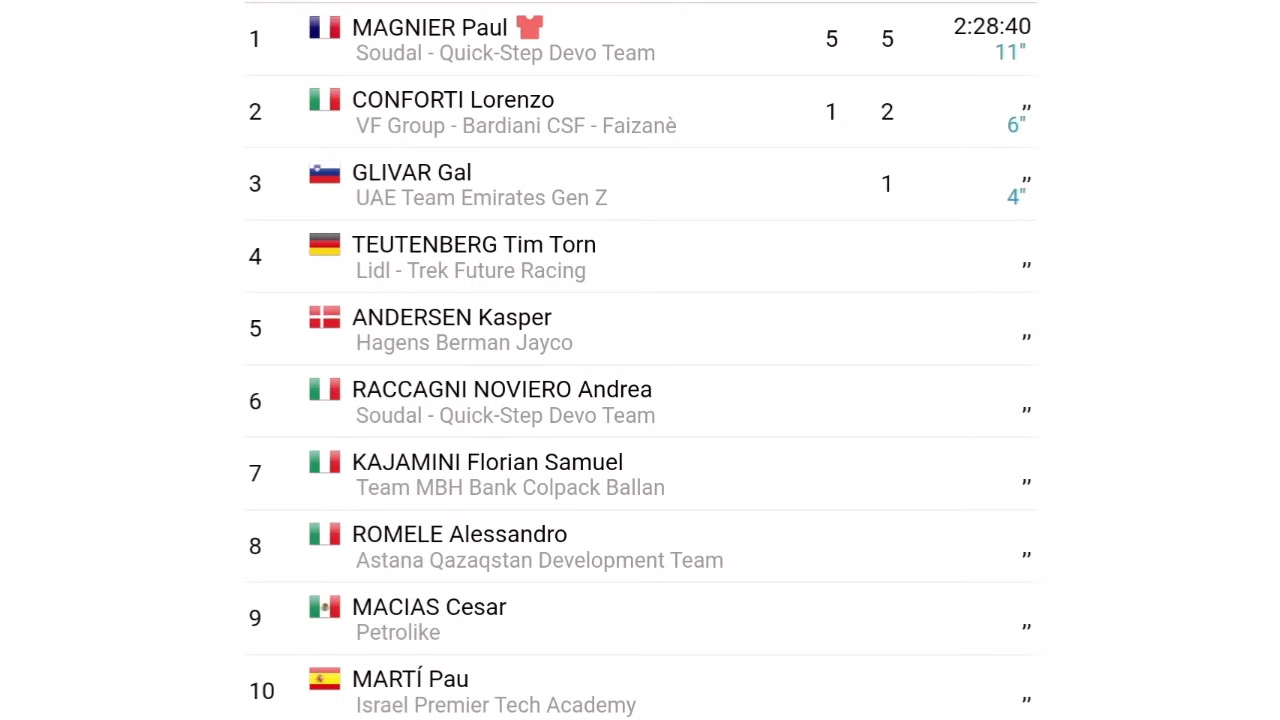 1 MAGNIER Paul 5 5 2:28:40
Soudal - Quick-Step Devo Team 11"
2 CONFORTI Lorenzo 1 2 ,,
VF Group - Bardiani CSF - Faizanè 6"
3 GLIVAR Gal 1 ,,
UAE Team Emirates Gen Z 4"
4 TEUTENBERG Tim Torn
Lidl - Trek Future Racing ,,
5 ANDERSEN Kasper
Hagens Berman Jayco ,,
6 RACCAGNI NOVIERO Andrea
Soudal - Quick-Step Devo Team ,,
7 KAJAMINI Florian Samuel
Team MBH Bank Colpack Ballan ,,
8 ROMELE Alessandro
Astana Qazaqstan Development Team ,,
9 MACIAS Cesar
Petrolike ,,
10 MARTÍ Pau
Israel Premier Tech Academy ,,